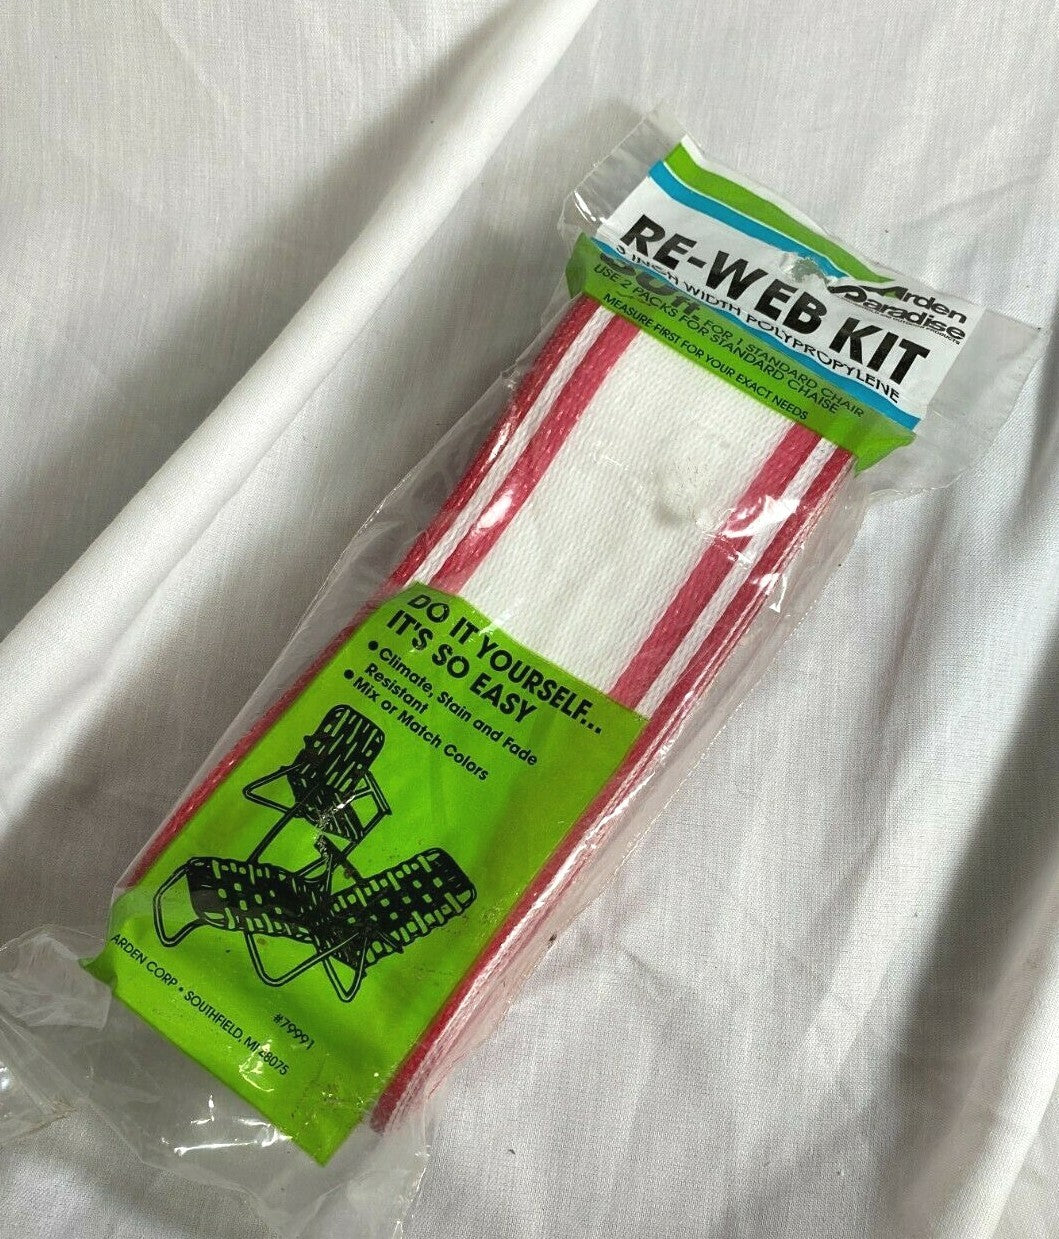 Arden
Paradise
RE-WEB KIT
3 INCH WIDTH POLYPROPYLENE
FOR 1 STANDARD CHAIR
USE 2 PACKS FOR STANDARD CHAISE
MEASURE FIRST FOR YOUR EXACT NEEDS
DO IT YOURSELF...
IT'S SO EASY
• Climate, Stain and Fade
Resistant
• Mix or Match Colors
#79991
ARDEN CORP • SOUTHFIELD, MI 48075